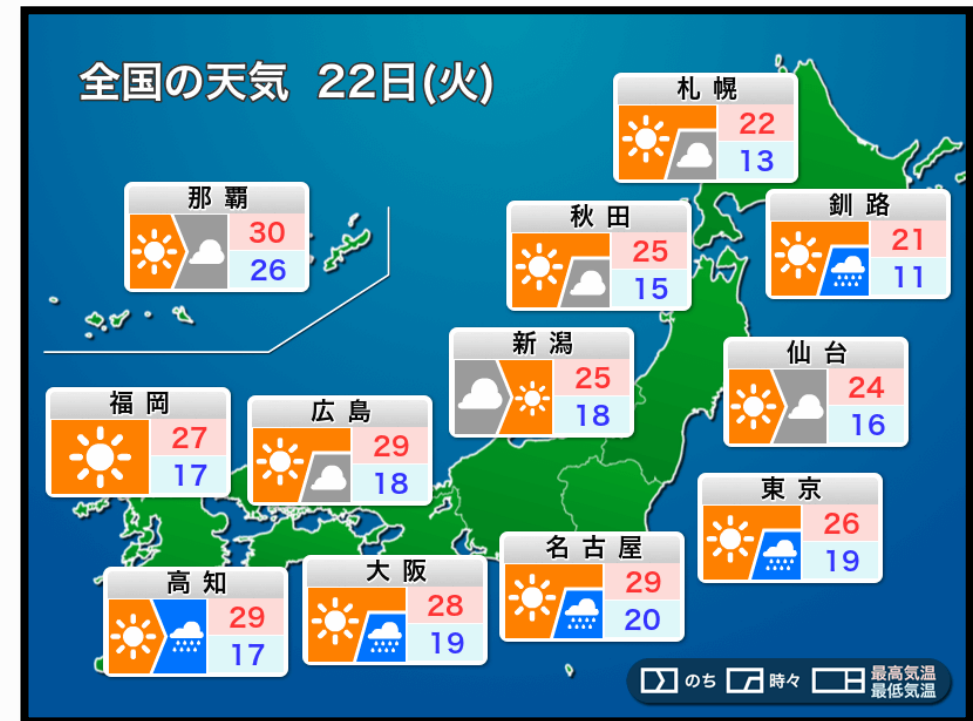 全国の天気 22日(火)
札幌
22
13
那覇
30
26
秋田
25
15
釧路
21
11
新潟
25
18
仙台
24
16
福岡
27
17
広島
29
18
東京
26
19
名古屋
29
20
大阪
28
19
高知
29
17
のち 時々 最高気温
最低気温